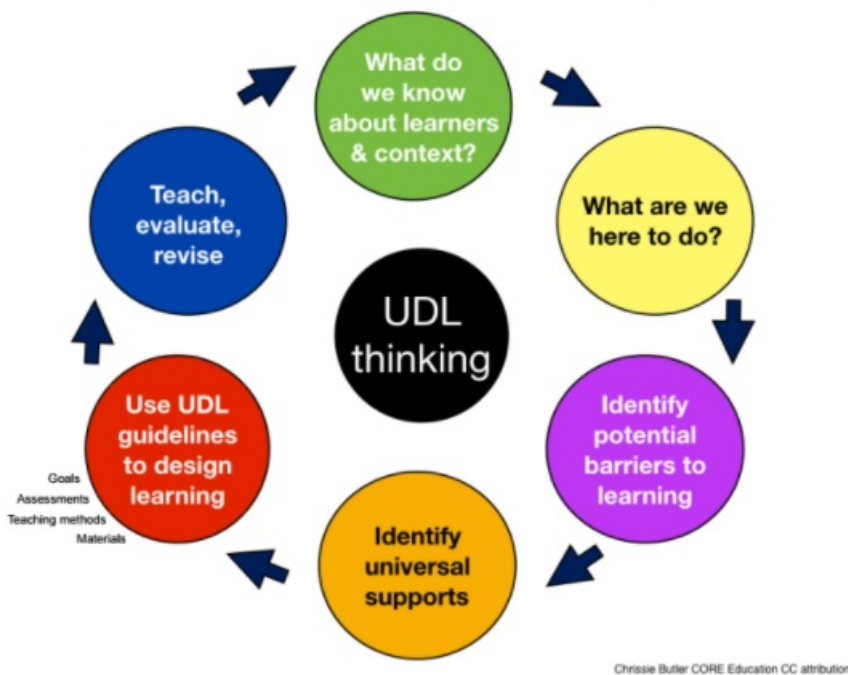 What do
we know
about learners
& context?
What are we
here to do?
Identify
potential
barriers to
learning
Identify
universal
supports
Use UDL
guidelines
to design
learning
Goals
Assessments
Teaching methods
Materials
Teach,
evaluate,
revise
UDL
thinking
Chrissie Butler CORE Education CC attribution